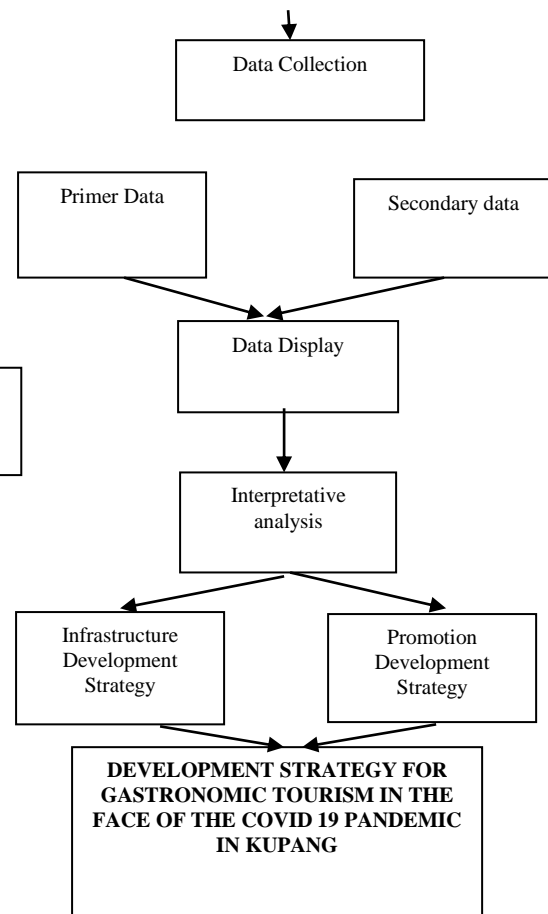 Data Collection
Primer Data
Secondary data
Data Display
Interpretative
analysis
Infrastructure
Development
Strategy
Promotion
Development
Strategy
DEVELOPMENT STRATEGY FOR
GASTRONOMIC TOURISM IN THE
FACE OF THE COVID 19 PANDEMIC
IN KUPANG